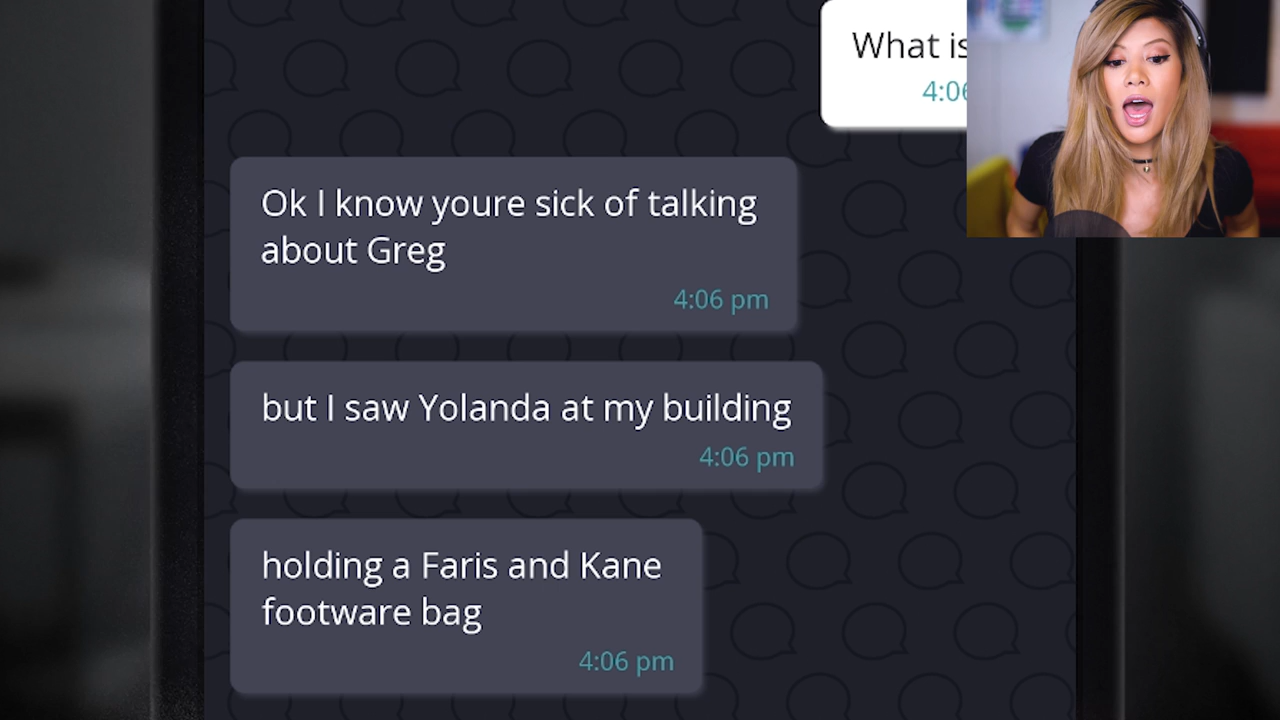 What is
4:06
Ok I know youre sick of talking
about Greg
4:06 pm
but I saw Yolanda at my building
4:06 pm
holding a Faris and Kane
footware bag
4:06 pm